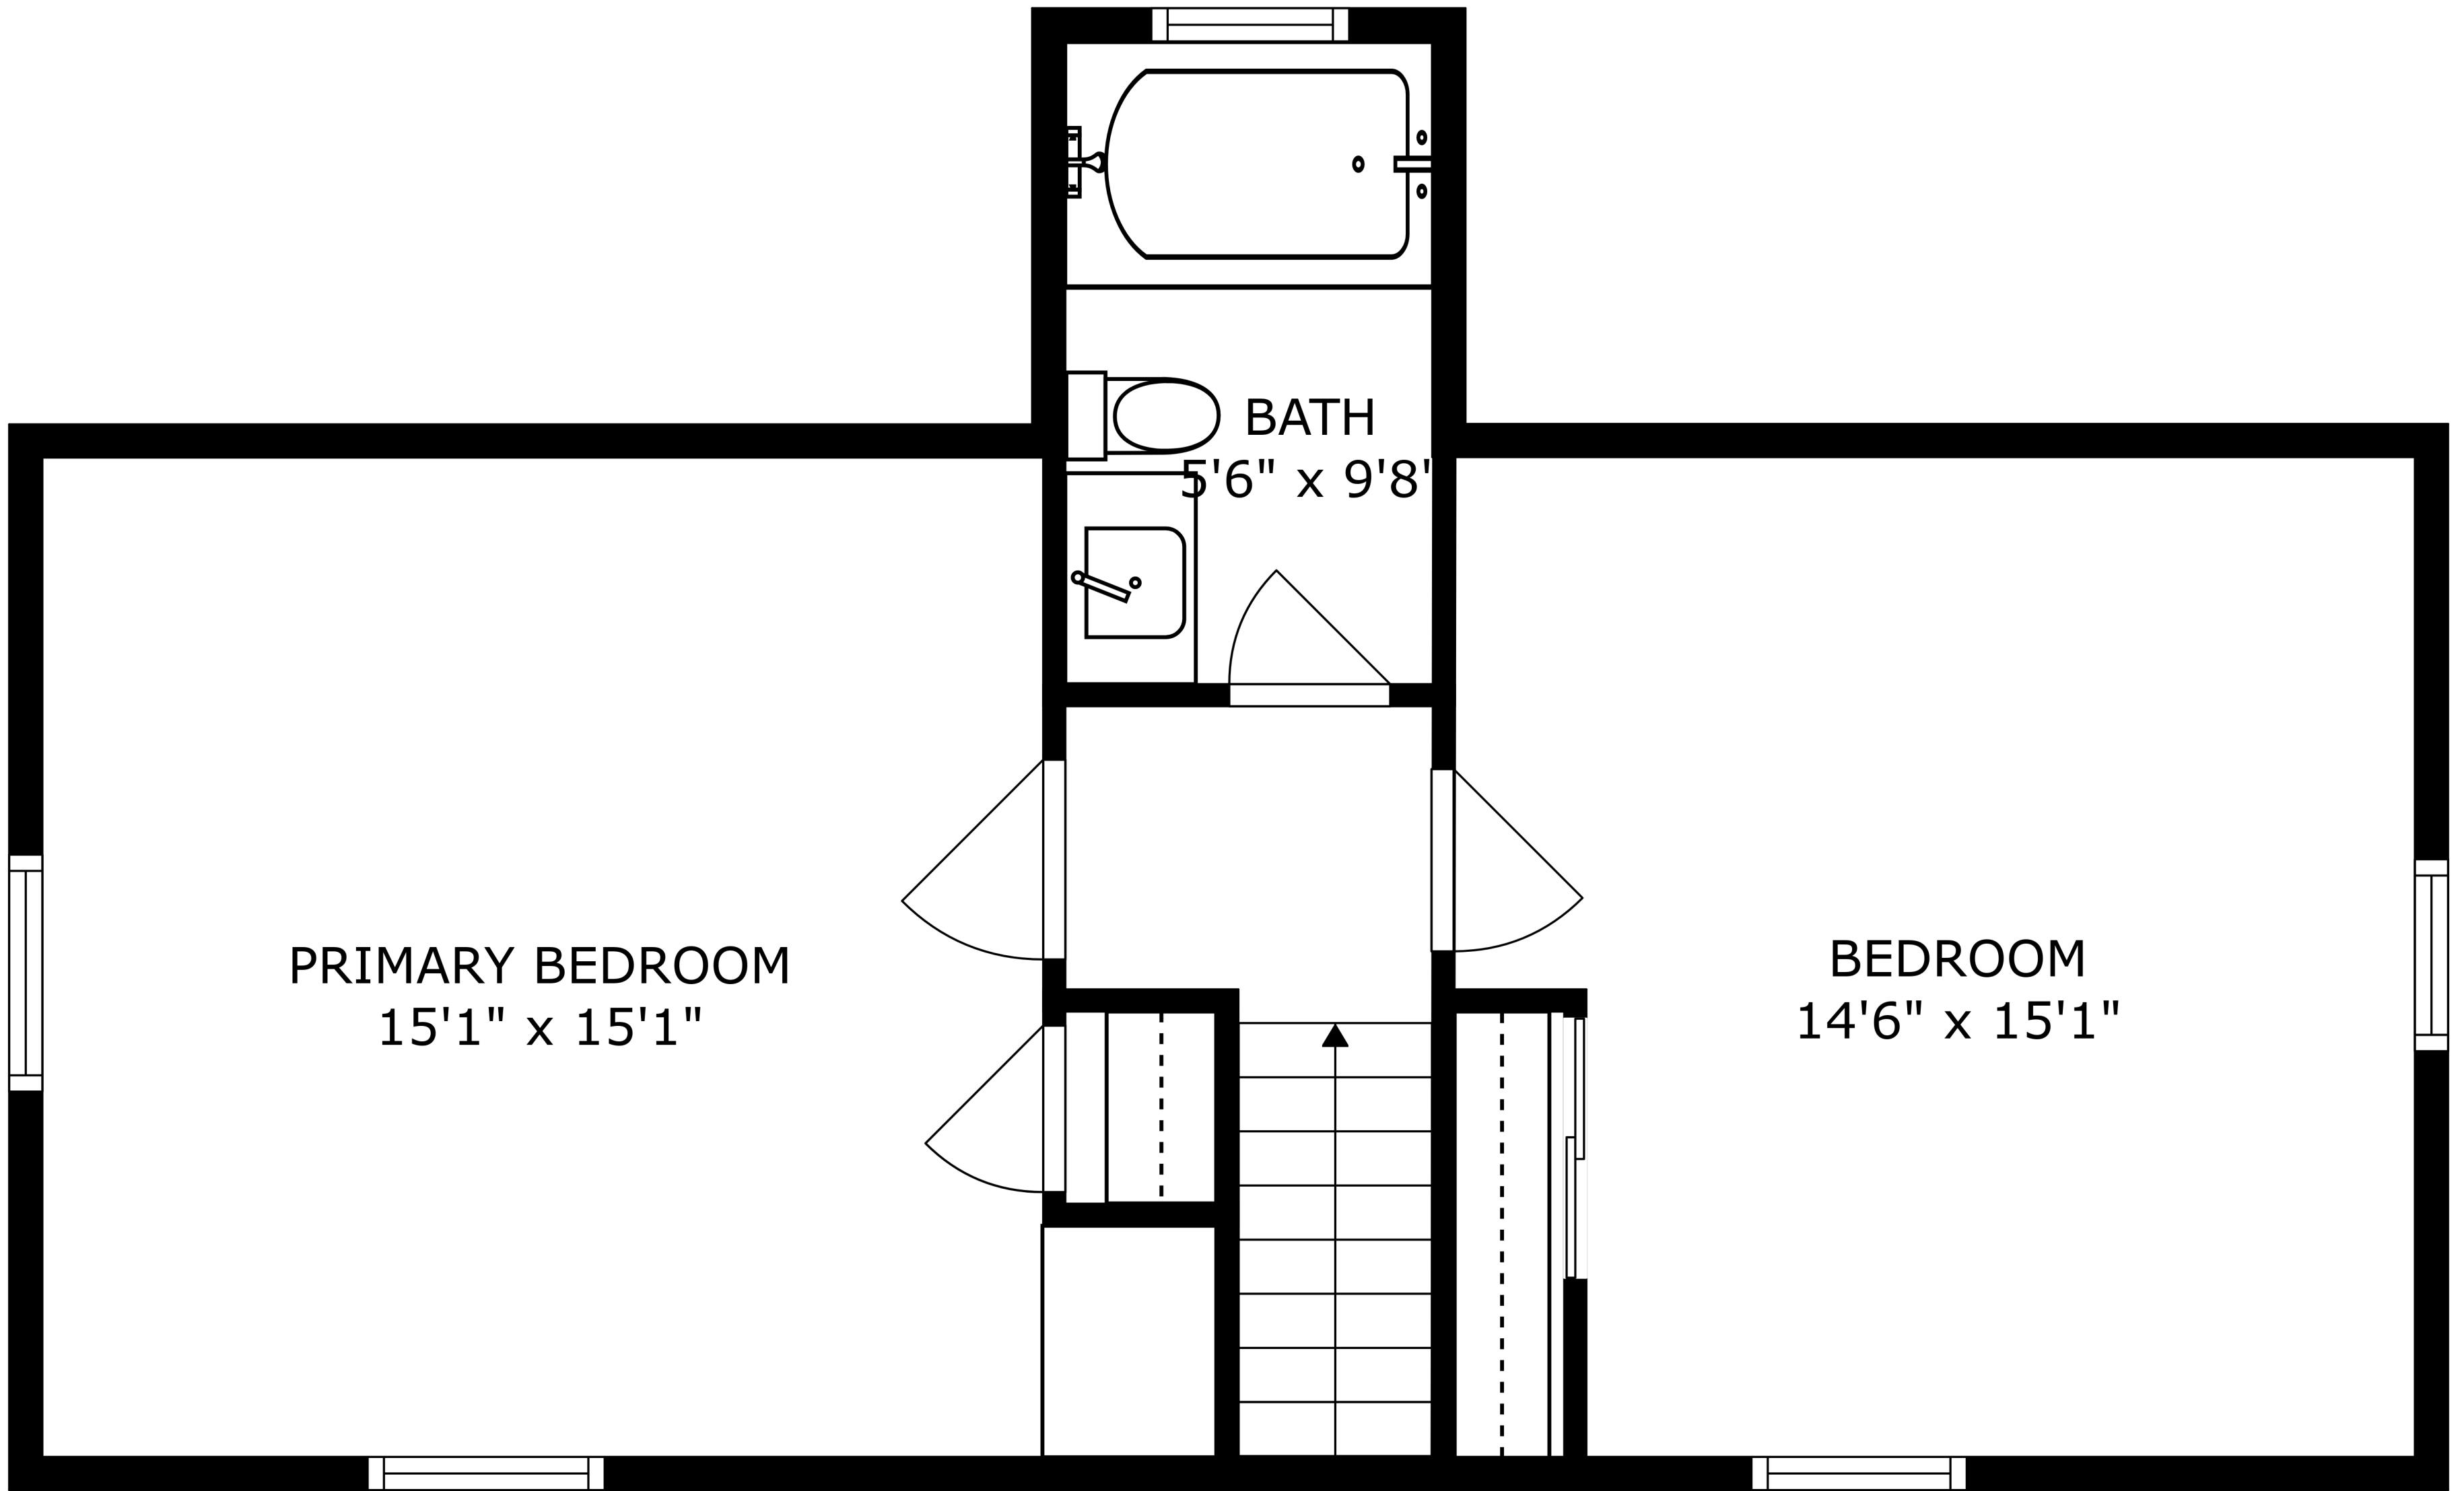 BATH
5'6" x 9'8"
PRIMARY BEDROOM
15'1" x 15'1"
BEDROOM
14'6" x 15'1"